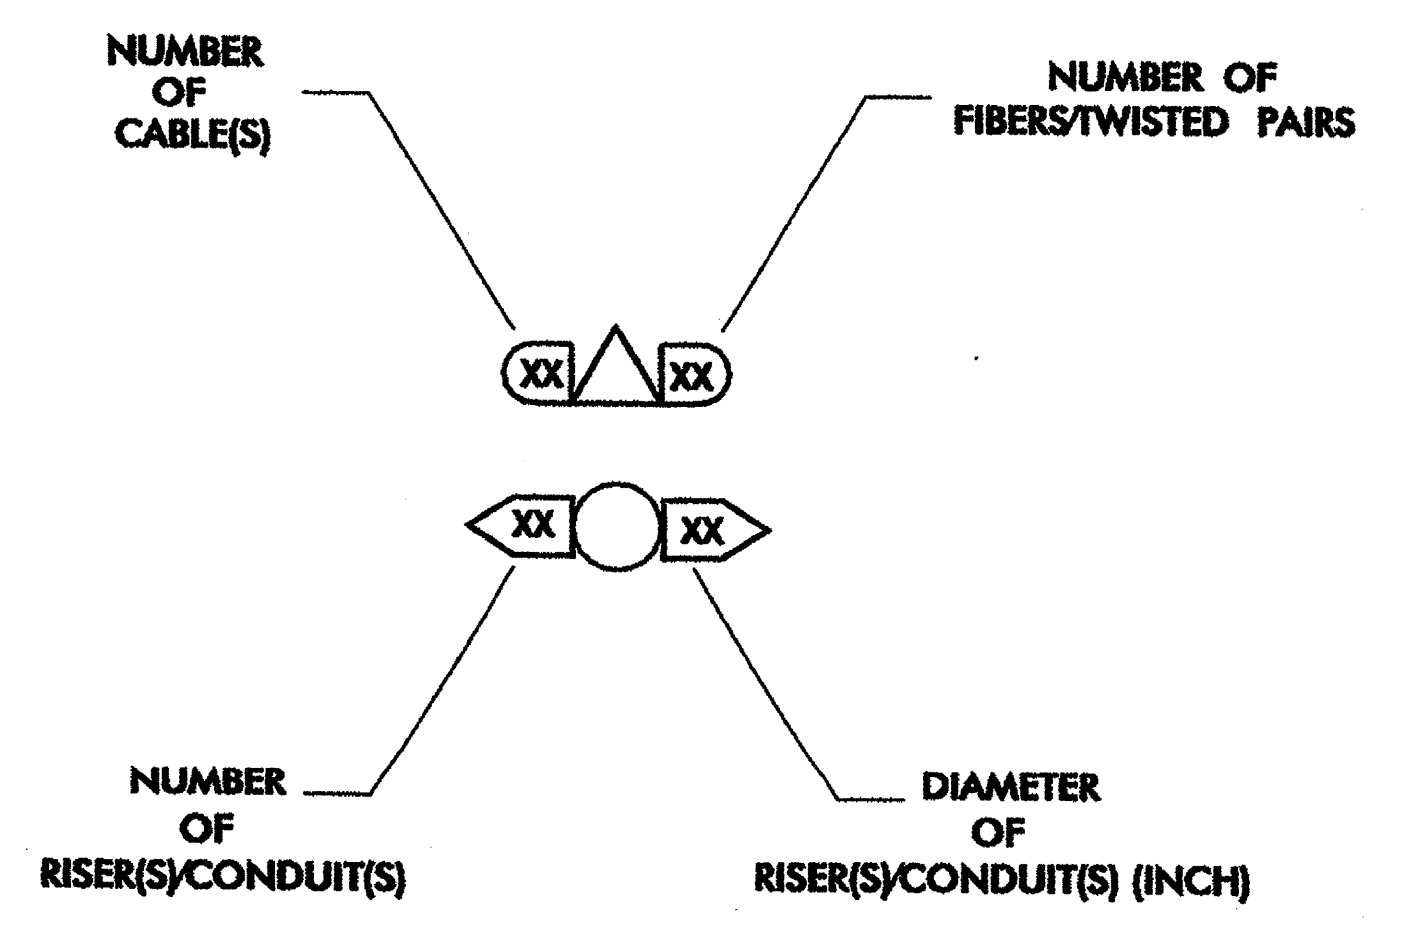 NUMBER
OF
CABLE(S)
NUMBER OF
FIBERS/TWISTED PAIRS
XX
XX
XX
XX
NUMBER
OF
RISER(S)/CONDUIT(S)
DIAMETER
OF
RISER(S)/CONDUIT(S) (INCH)